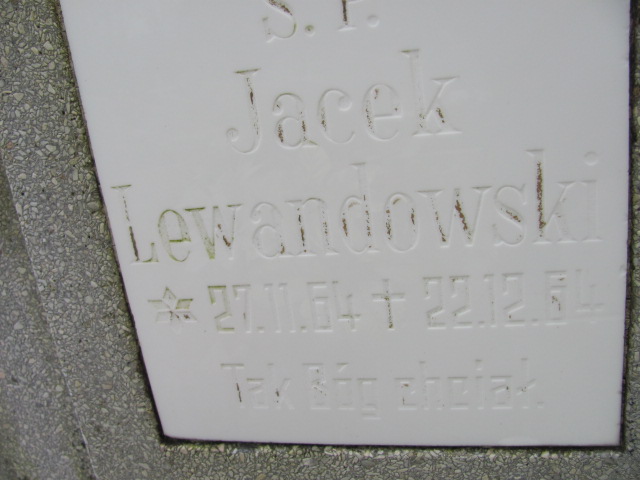 Ś. P.
Jacek
Lewandowski
27.11.64 † 22.12.64
Tak Bóg chciał.